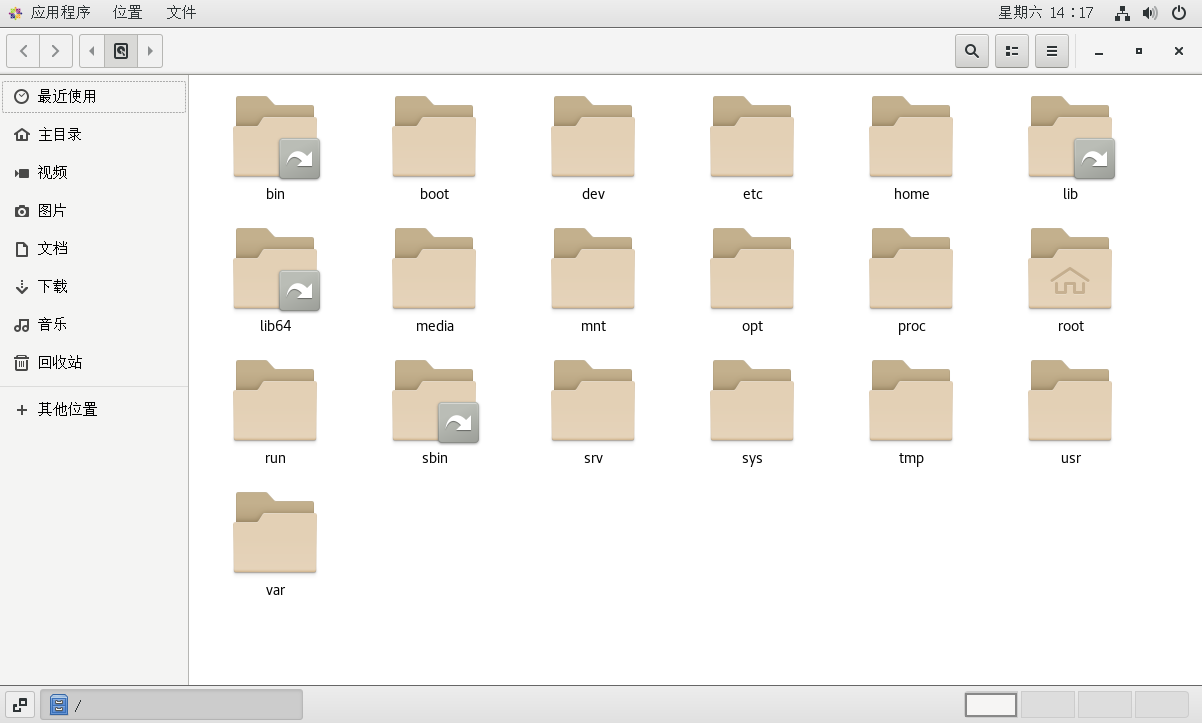 应用程序 位置 文件 星期六 14：17
最近使用
主目录
视频
图片
文档
下载
音乐
回收站
其他位置
bin boot dev etc home lib
lib64 media mnt opt proc root
run sbin srv sys tmp usr
var
/